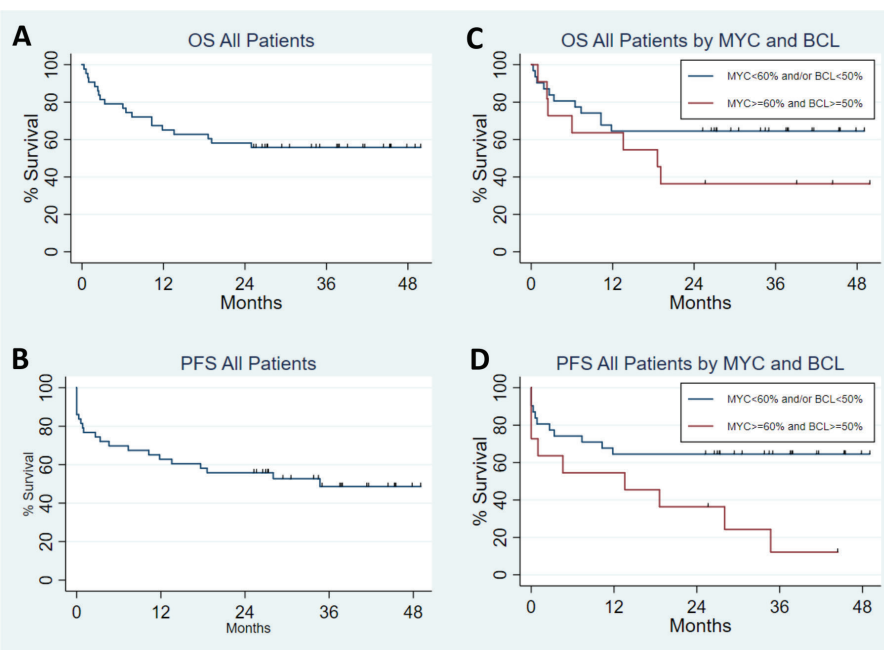 A
OS All Patients
% Survival
100
80
60
40
20
0
0 12 24 36 48
Months
B
PFS All Patients
% Survival
100
80
60
40
20
0
0 12 24 36 48
Months
C
OS All Patients by MYC and BCL
MYC<60% and/or BCL<50%
MYC>=60% and BCL>=50%
% Survival
100
80
60
40
20
0
0 12 24 36 48
Months
D
PFS All Patients by MYC and BCL
MYC<60% and/or BCL<50%
MYC>=60% and BCL>=50%
% Survival
100
80
60
40
20
0
0 12 24 36 48
Months